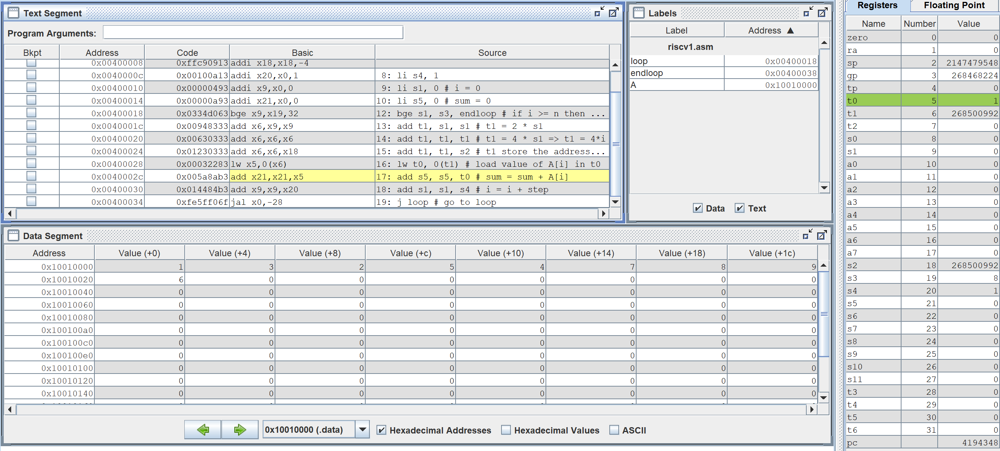 Text Segment
Program Arguments:
Bkpt Address Code Basic Source
0x00400008 0xffc90913 addi x18,x18,-4
0x0040000c 0x00100a13 addi x20,x0,1 8: li s4, 1
0x00400010 0x00000493 addi x9,x0,0 9: li s1, 0 # i = 0
0x00400014 0x00000a93 addi x21,x0,0 10: li s5, 0 # sum = 0
0x00400018 0x0334d063 bge x9,x19,32 12: bge s1, s3, endloop # if i >= n then ...
0x0040001c 0x00948333 add x6,x9,x9 13: add t1, s1, s1 # t1 = 2 * s1
0x00400020 0x00630333 add x6,x6,x6 14: add t1, t1, t1 # t1 = 4 * s1 => t1 = 4*i
0x00400024 0x01230333 add x6,x6,x18 15: add t1, t1, s2 # t1 store the address...
0x00400028 0x00032283 lw x5,0(x6) 16: lw t0, 0(t1) # load value of A[i] in t0
0x0040002c 0x005a8ab3 add x21,x21,x5 17: add s5, s5, t0 # sum = sum + A[i]
0x00400030 0x014484b3 add x9,x9,x20 18: add s1, s1, s4 # i = i + step
0x00400034 0xfe5ff06f jal x0,-28 19: j loop # go to loop
Labels
Label Address ▲
riscv1.asm
loop 0x00400018
endloop 0x00400038
A 0x10010000
Data Text
Data Segment
Address Value (+0) Value (+4) Value (+8) Value (+c) Value (+10) Value (+14) Value (+18) Value (+1c)
0x10010000 1 3 2 5 4 7 8 9
0x10010020 6 0 0 0 0 0 0 0
0x10010040 0 0 0 0 0 0 0 0
0x10010060 0 0 0 0 0 0 0 0
0x10010080 0 0 0 0 0 0 0 0
0x100100a0 0 0 0 0 0 0 0 0
0x100100c0 0 0 0 0 0 0 0 0
0x100100e0 0 0 0 0 0 0 0 0
0x10010100 0 0 0 0 0 0 0 0
0x10010120 0 0 0 0 0 0 0 0
0x10010140 0 0 0 0 0 0 0 0
0x10010000 (.data) Hexadecimal Addresses Hexadecimal Values ASCII
Registers Floating Point
Name Number Value
zero 0 0
ra 1 0
sp 2 2147479548
gp 3 268468224
tp 4 0
t0 5 1
t1 6 268500992
t2 7 0
s0 8 0
s1 9 0
a0 10 0
a1 11 0
a2 12 0
a3 13 0
a4 14 0
a5 15 0
a6 16 0
a7 17 0
s2 18 268500992
s3 19 8
s4 20 1
s5 21 0
s6 22 0
s7 23 0
s8 24 0
s9 25 0
s10 26 0
s11 27 0
t3 28 0
t4 29 0
t5 30 0
t6 31 0
pc 4194348